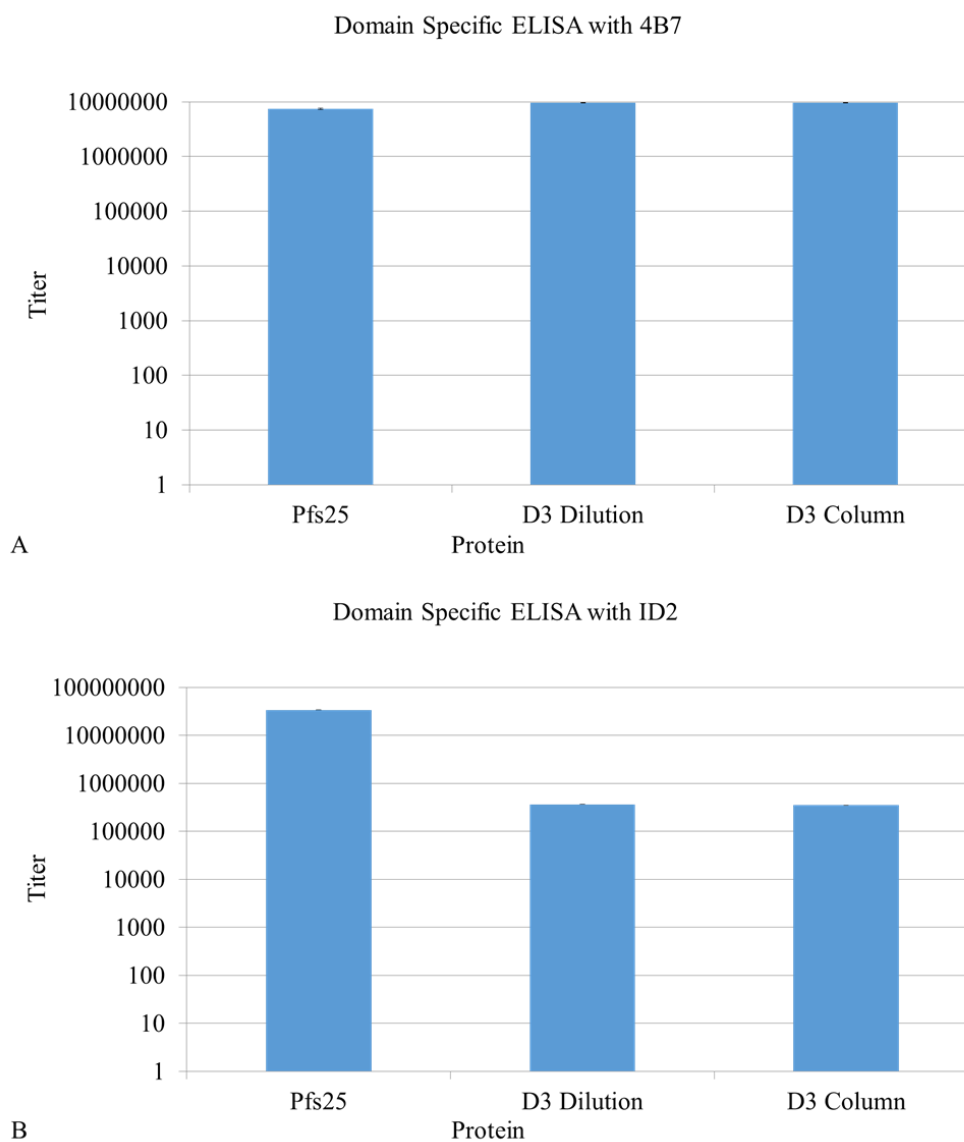 Domain Specific ELISA with 4B7
10000000
1000000
100000
10000
1000
100
10
1
Titer
Pfs25 D3 Dilution D3 Column
A Protein
Domain Specific ELISA with ID2
100000000
10000000
1000000
100000
10000
1000
100
10
1
Titer
Pfs25 D3 Dilution D3 Column
B Protein